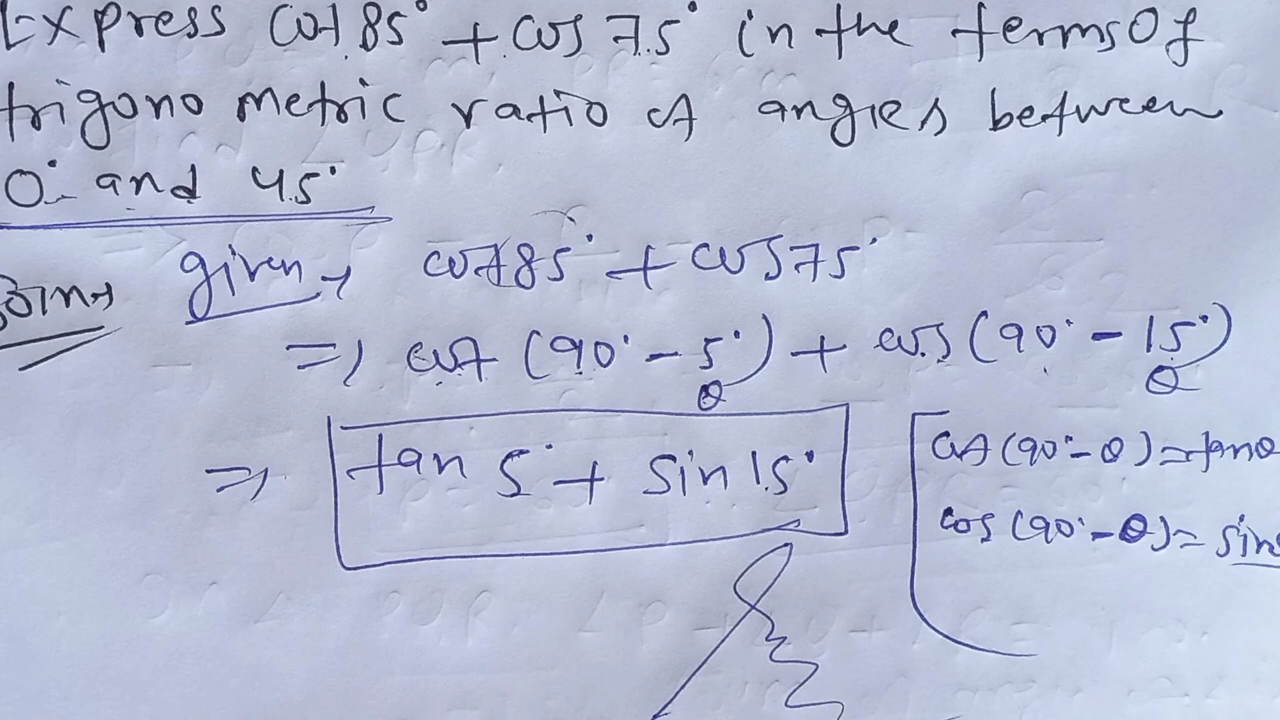 Express cot 85° + cos 75° in the terms Of
trigonometric ratio of angles between
0° and 45°
Soln→ given→ cot 85° + cos 75°
=> cot (90° - 5°) + cos (90° - 15°)
θ θ
=> tan 5° + sin 15°
cot (90° - θ) = tanθ
cos (90° - θ) = sin